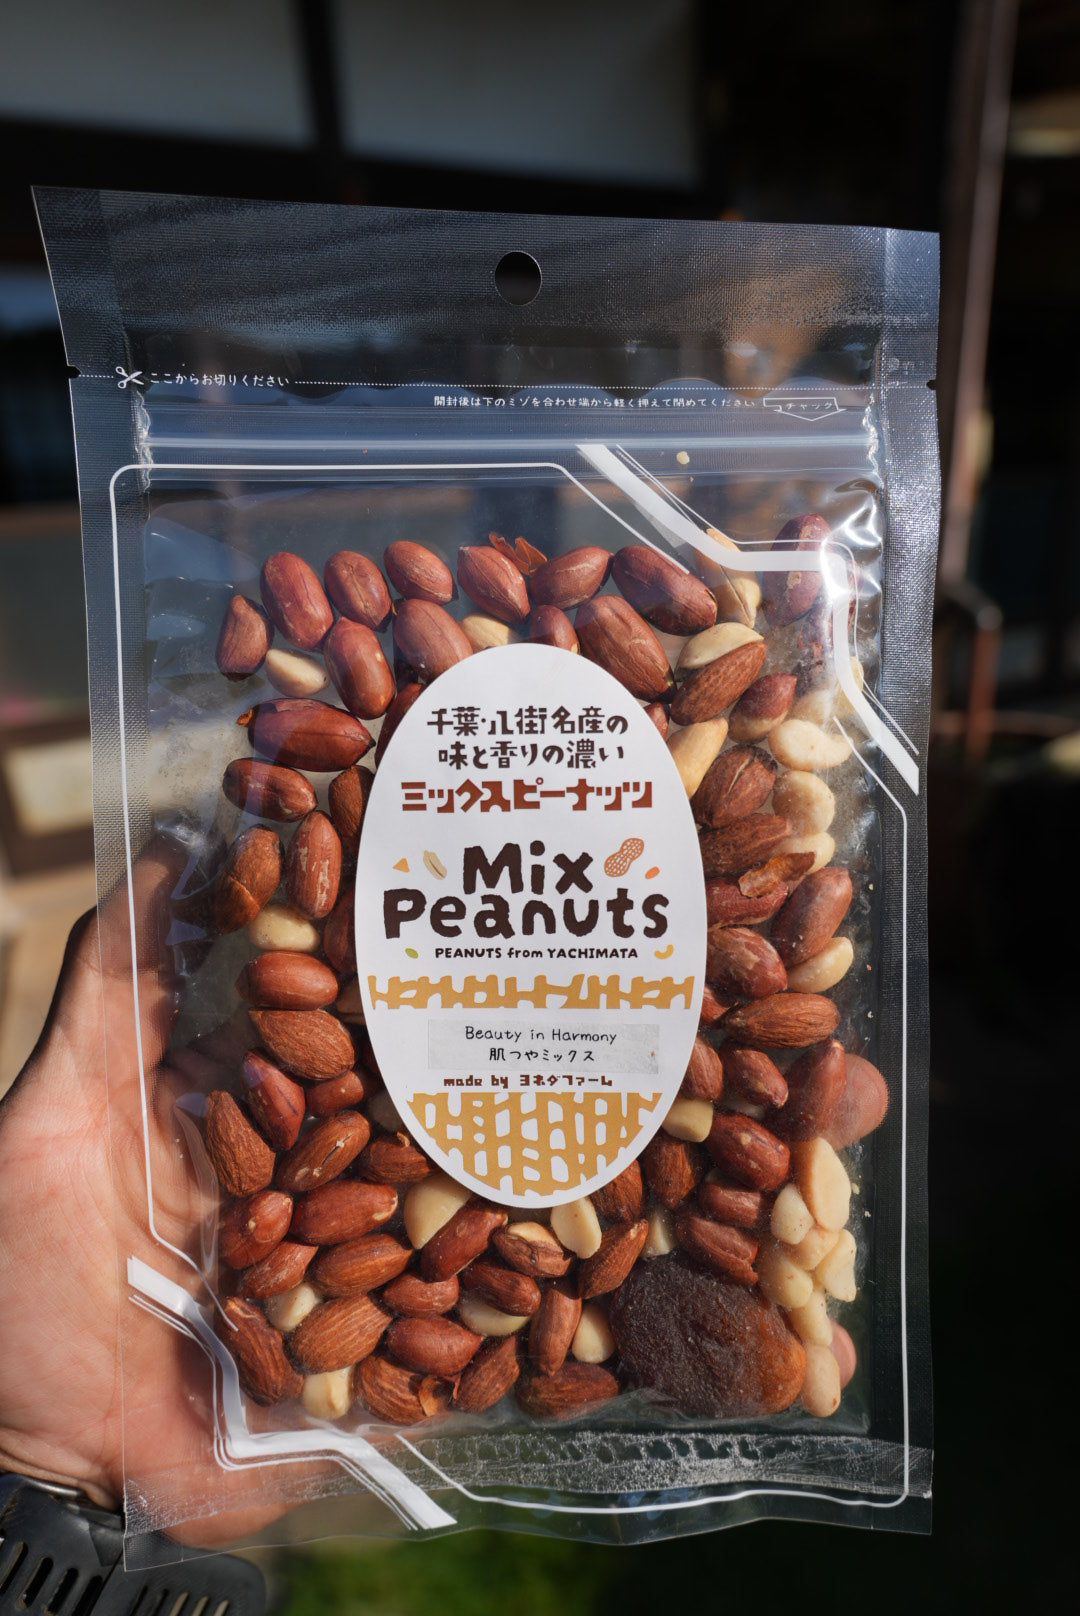 ここからお切りください
開封後は下のミゾを合わせ端から軽く押えて閉めてください
チャック
千葉・八街名産の
味と香りの濃い
ミックスピーナッツ
Mix
Peanuts
PEANUTS from YACHIMATA
Beauty in Harmony
肌つやミックス
made by ヨネダファーム